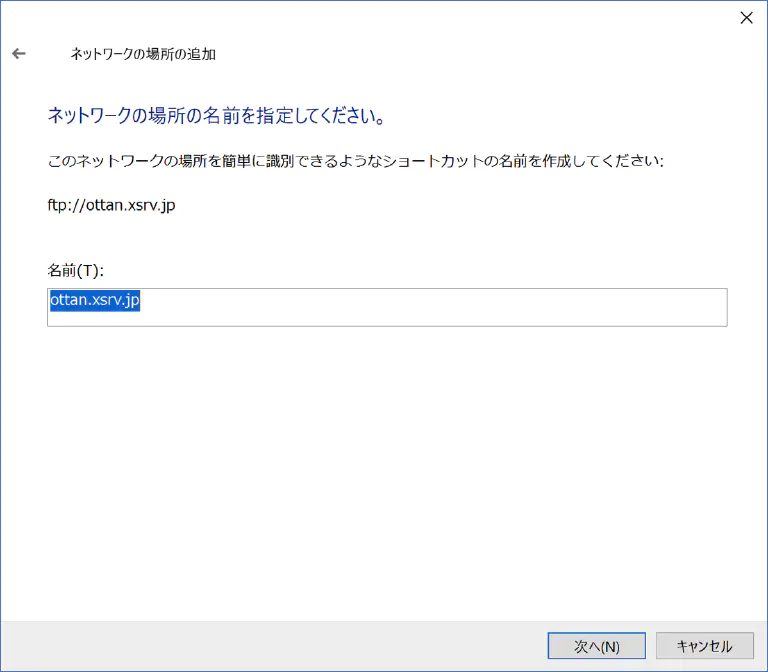 ネットワークの場所の追加
ネットワークの場所の名前を指定してください。
このネットワークの場所を簡単に識別できるようなショートカットの名前を作成してください:
ftp://ottan.xsrv.jp
名前(T):
ottan.xsrv.jp
次へ(N)
キャンセル